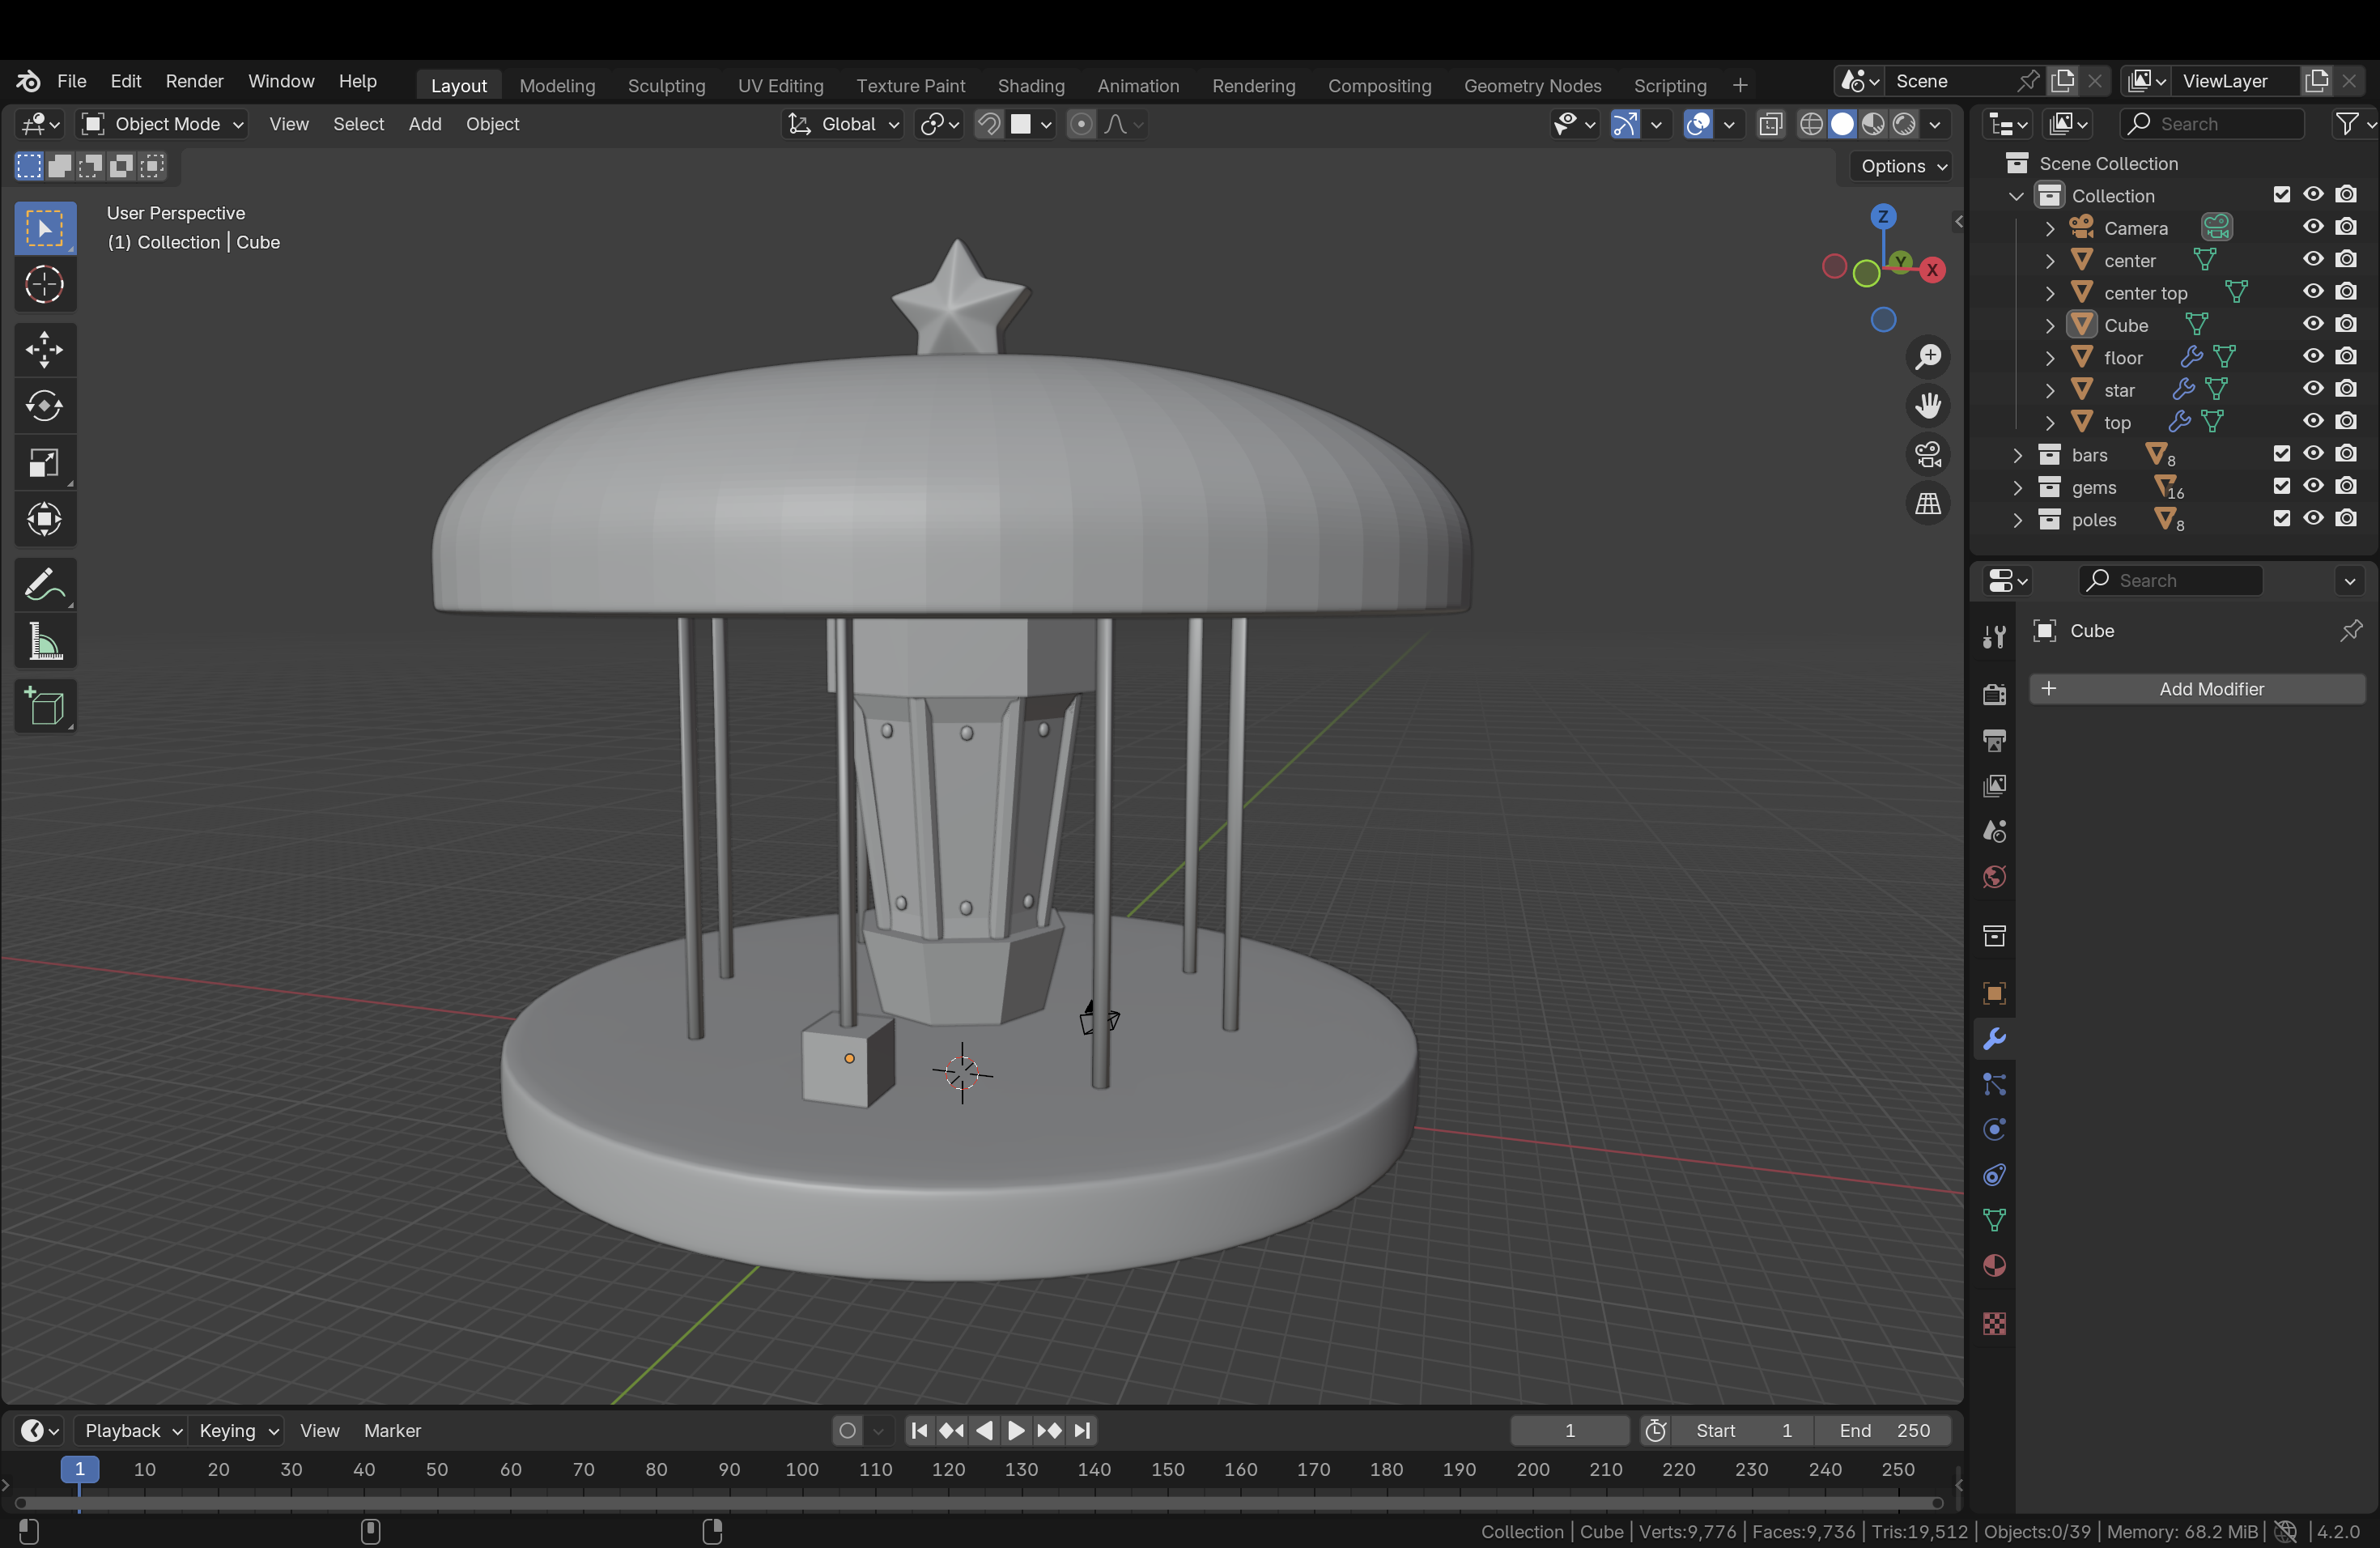 File Edit Render Window Help Layout Modeling Sculpting UV Editing Texture Paint Shading Animation Rendering Compositing Geometry Nodes Scripting + Scene ViewLayer
Object Mode View Select Add Object Global Search
Options
User Perspective
(1) Collection | Cube
Z
Y
X
Scene Collection
Collection
Camera
center
center top
Cube
floor
star
top
bars 8
gems 16
poles 8
Search
Cube
+ Add Modifier
Playback Keying View Marker 1 Start 1 End 250
1 10 20 30 40 50 60 70 80 90 100 110 120 130 140 150 160 170 180 190 200 210 220 230 240 250
Collection | Cube | Verts:9,776 | Faces:9,736 | Tris:19,512 | Objects:0/39 | Memory: 68.2 MiB | 4.2.0